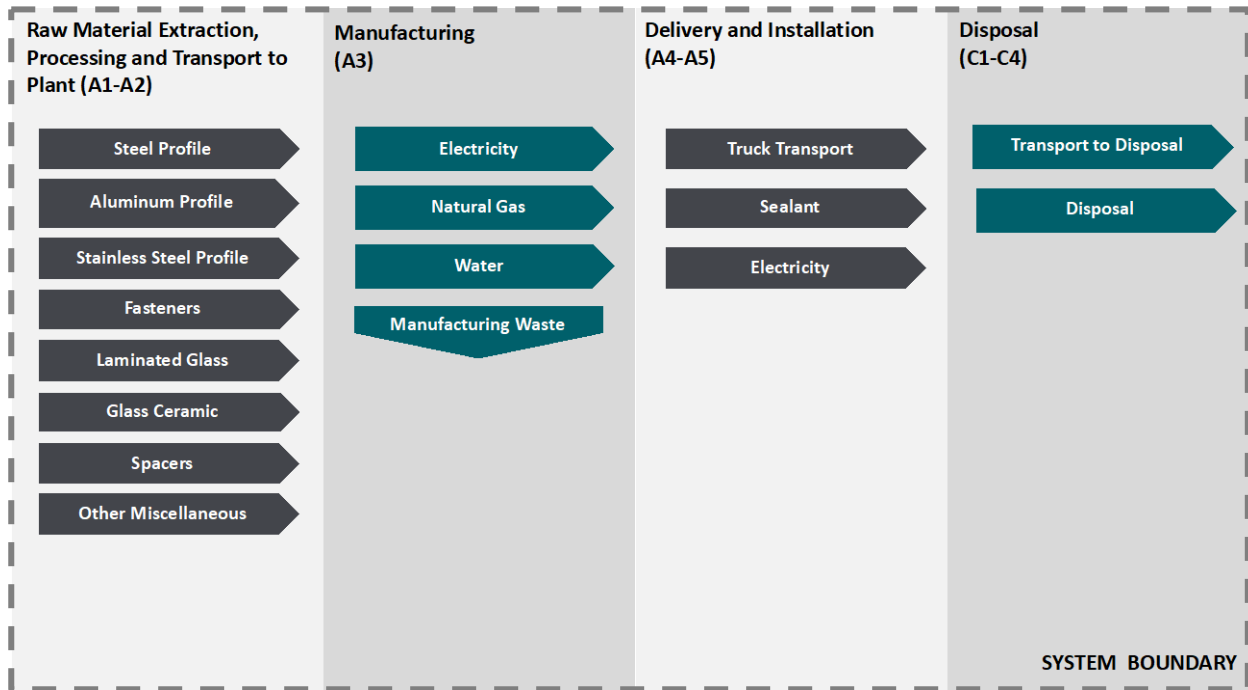 Raw Material Extraction,
Processing and Transport to
Plant (A1-A2)
Steel Profile
Aluminum Profile
Stainless Steel Profile
Fasteners
Laminated Glass
Glass Ceramic
Spacers
Other Miscellaneous
Manufacturing
(A3)
Electricity
Natural Gas
Water
Manufacturing Waste
Delivery and Installation
(A4-A5)
Truck Transport
Sealant
Electricity
Disposal
(C1-C4)
Transport to Disposal
Disposal
SYSTEM BOUNDARY